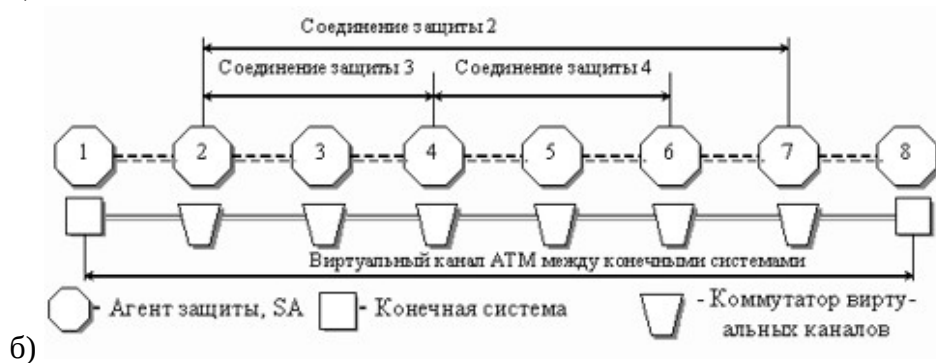 Соединение защиты 2
Соединение защиты 3 Соединение защиты 4
1 2 3 4 5 6 7 8
Виртуальный канал АТМ между конечными системами
- Агент защиты, SA - Конечная система - Коммутатор вирту-
альных каналов
б)